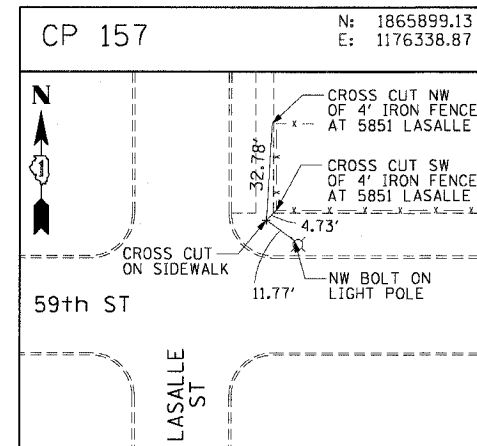 CP 157
N: 1865899.13
E: 1176338.87
N
CROSS CUT NW
OF 4' IRON FENCE
AT 5851 LASALLE
32.78'
CROSS CUT SW
OF 4' IRON FENCE
AT 5851 LASALLE
4.73'
CROSS CUT
ON SIDEWALK
11.77'
NW BOLT ON
LIGHT POLE
59th ST
LASALLE
ST